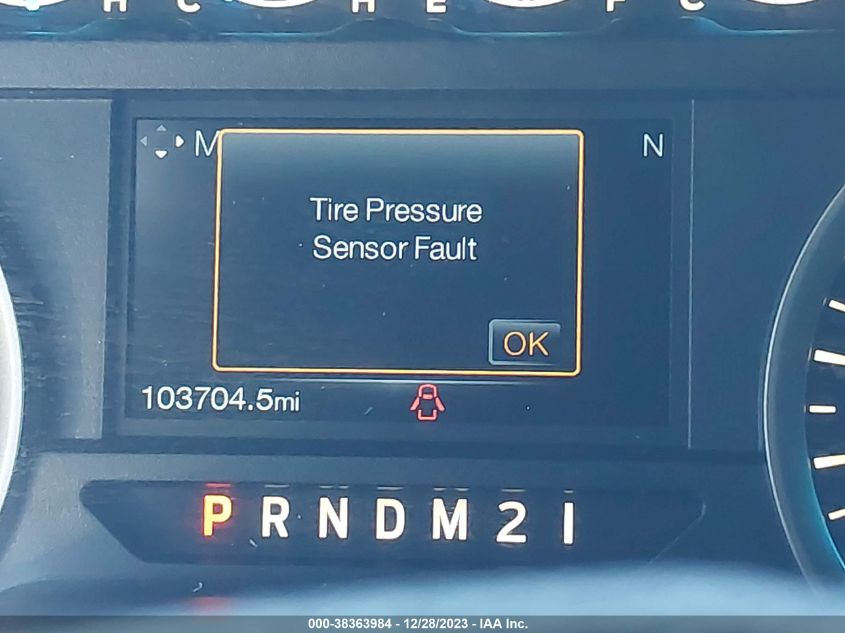 H C H E F C
M N
Tire Pressure
Sensor Fault
OK
103704.5mi
P R N D M 2 1
000-38363984 - 12/28/2023 - IAA Inc.